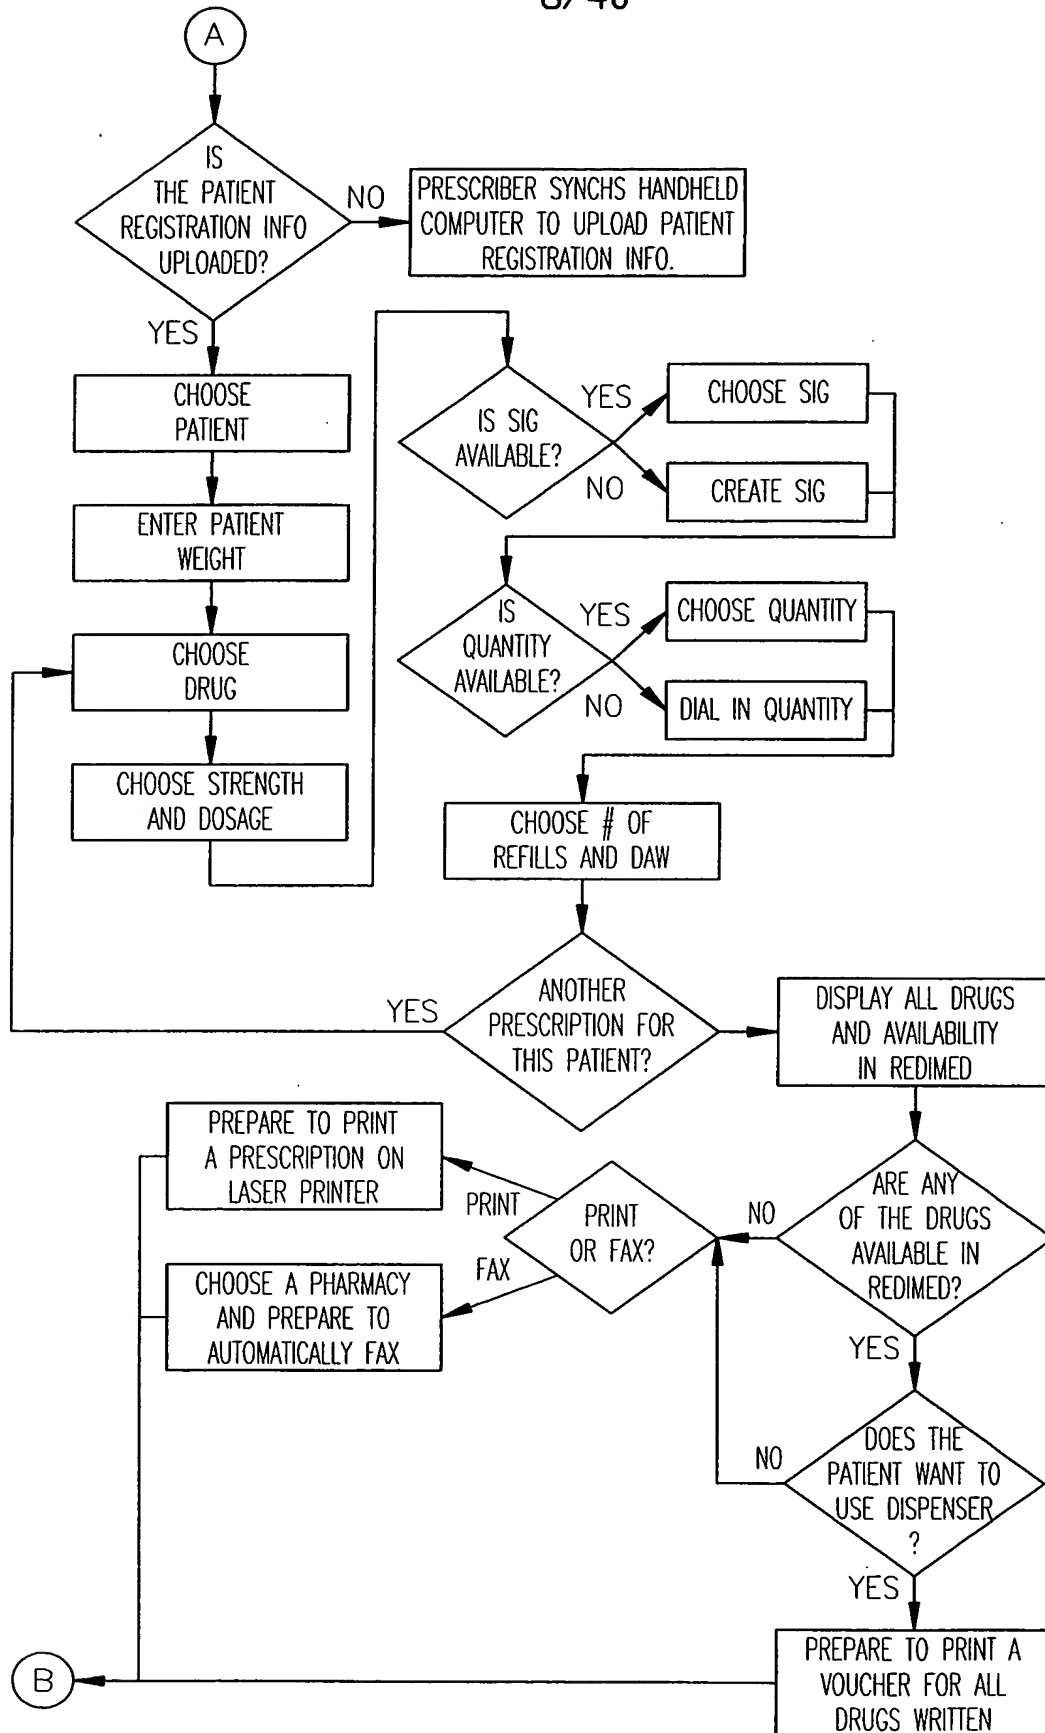 8/48
A
IS
THE PATIENT
REGISTRATION INFO
UPLOADED?
NO
PRESCRIBER SYNCHS HANDHELD
COMPUTER TO UPLOAD PATIENT
REGISTRATION INFO.
YES
CHOOSE
PATIENT
ENTER PATIENT
WEIGHT
CHOOSE
DRUG
CHOOSE STRENGTH
AND DOSAGE
IS SIG
AVAILABLE?
YES
CHOOSE SIG
NO
CREATE SIG
IS
QUANTITY
AVAILABLE?
YES
CHOOSE QUANTITY
NO
DIAL IN QUANTITY
CHOOSE # OF
REFILLS AND DAW
YES
ANOTHER
PRESCRIPTION FOR
THIS PATIENT?
DISPLAY ALL DRUGS
AND AVAILABILITY
IN REDIMED
ARE ANY
OF THE DRUGS
AVAILABLE IN
REDIMED?
NO
PRINT
OR FAX?
PRINT
PREPARE TO PRINT
A PRESCRIPTION ON
LASER PRINTER
FAX
CHOOSE A PHARMACY
AND PREPARE TO
AUTOMATICALLY FAX
YES
DOES THE
PATIENT WANT TO
USE DISPENSER
?
NO
YES
PREPARE TO PRINT A
VOUCHER FOR ALL
DRUGS WRITTEN
B